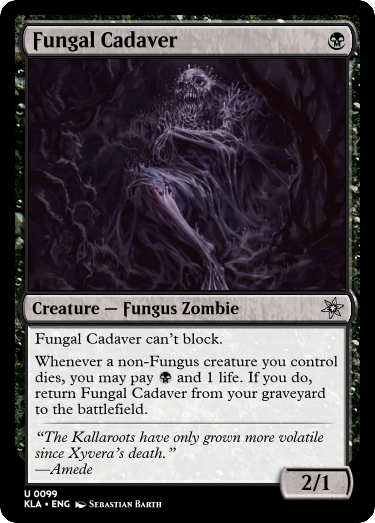 Fungal Cadaver
Creature — Fungus Zombie
Fungal Cadaver can't block.
Whenever a non-Fungus creature you control
dies, you may pay and 1 life. If you do,
return Fungal Cadaver from your graveyard
to the battlefield.
"The Kallaroots have only grown more volatile
since Xyvera's death."
—Amede
2/1
U 0099
KLA • ENG Sebastian Barth